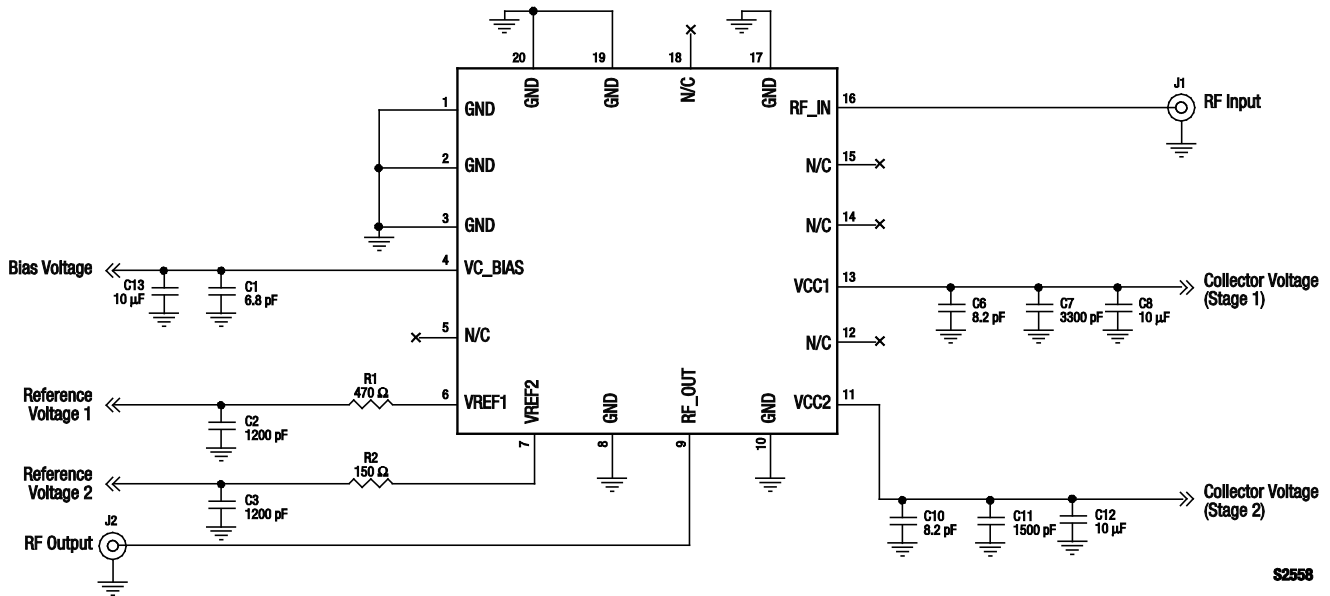 20
19
18
17
GND
GND
N/C
GND
1
GND
2
GND
3
GND
4
VC_BIAS
5
N/C
6
VREF1
VREF2
7
GND
8
RF_OUT
9
GND
10
RF_IN
16
N/C
15
N/C
14
VCC1
13
N/C
12
VCC2
11
J1
RF Input
Bias Voltage
C13
10 µF
C1
6.8 pF
Reference
Voltage 1
R1
470 Ω
C2
1200 pF
Reference
Voltage 2
R2
150 Ω
C3
1200 pF
J2
RF Output
C6
8.2 pF
C7
3300 pF
C8
10 µF
Collector Voltage
(Stage 1)
C10
8.2 pF
C11
1500 pF
C12
10 µF
Collector Voltage
(Stage 2)
S2558